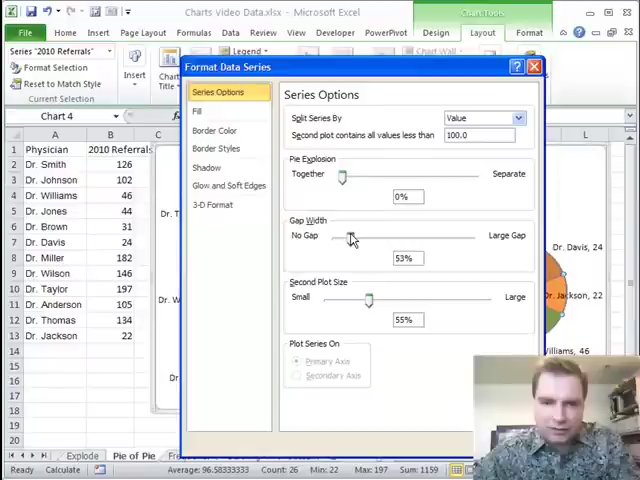 Charts Video Data.xlsx - Microsoft Excel
Chart Tools
File Home Insert Page Layout Formulas Data Review View Developer PowerPivot Design Layout Format
Series "2010 Referrals"
Format Selection
Reset to Match Style
Current Selection
Chart Title
Legend
Chart Wall
Chart 4
A B L
1 Physician 2010 Referrals
2 Dr. Smith 126
3 Dr. Johnson 102
4 Dr. Williams 46
5 Dr. Jones 44
6 Dr. Brown 31
7 Dr. Davis 24
8 Dr. Miller 182
9 Dr. Wilson 146
10 Dr. Taylor 197
11 Dr. Anderson 105
12 Dr. Thomas 134
13 Dr. Jackson 22
14
15
16
17
18
19
20
Format Data Series
Series Options
Fill
Border Color
Border Styles
Shadow
Glow and Soft Edges
3-D Format
Series Options
Split Series By Value
Second plot contains all values less than 100.0
Pie Explosion
Together Separate
0%
Gap Width
No Gap Large Gap
53%
Second Plot Size
Small Large
55%
Plot Series On
Primary Axis
Secondary Axis
Dr. T
Dr. W
Dr.
Dr. Davis, 24
Dr. Jackson, 22
Williams, 46
Explode Pie of Pie
Ready Calculate Average: 96.58333333 Count: 26 Min: 22 Max: 197 Sum: 1159